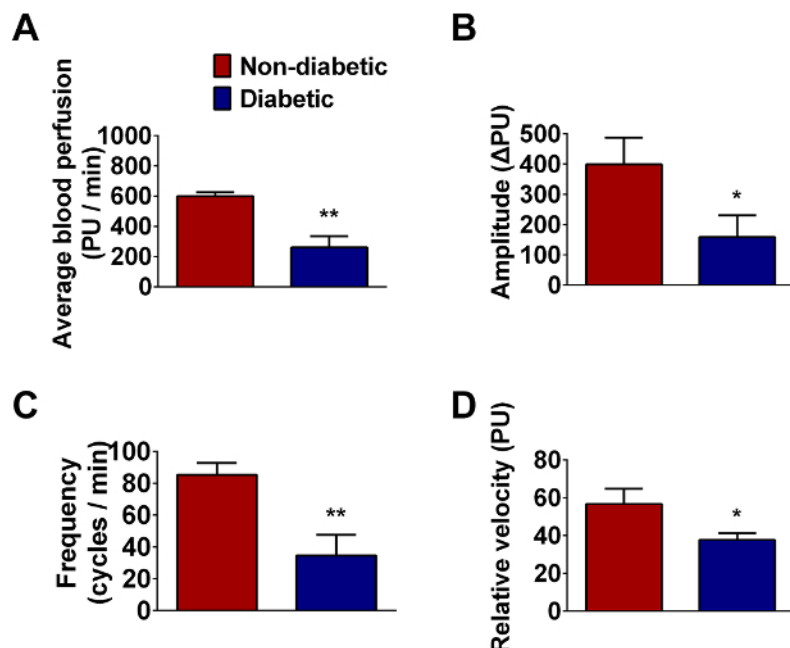 A
Non-diabetic
Diabetic
Average blood perfusion
(PU / min)
1000
800
600
400
200
0
**
B
Amplitude (ΔPU)
500
400
300
200
100
0
*
C
Frequency
(cycles / min)
100
80
60
40
20
0
**
D
Relative velocity (PU)
80
60
40
20
0
*